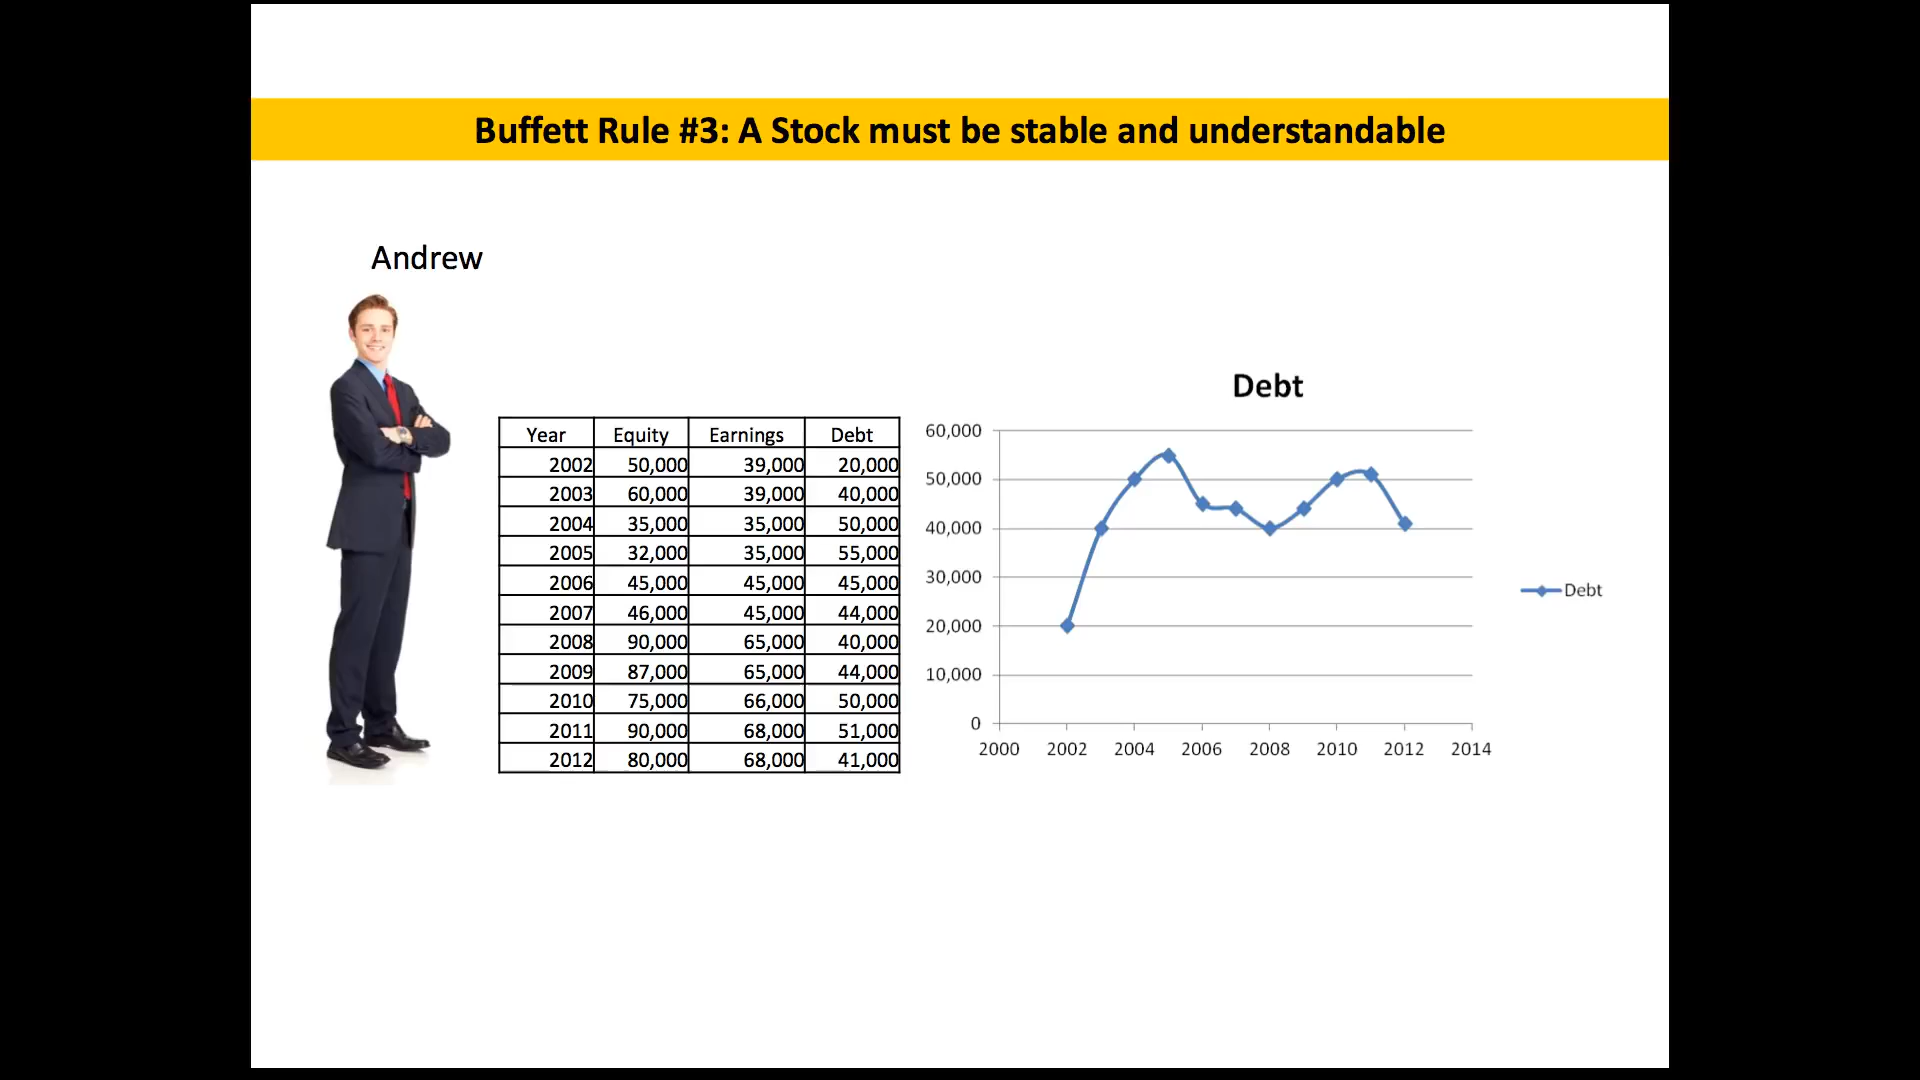 Buffett Rule #3: A Stock must be stable and understandable
Andrew
Year Equity Earnings Debt
2002 50,000 39,000 20,000
2003 60,000 39,000 40,000
2004 35,000 35,000 50,000
2005 32,000 35,000 55,000
2006 45,000 45,000 45,000
2007 46,000 45,000 44,000
2008 90,000 65,000 40,000
2009 87,000 65,000 44,000
2010 75,000 66,000 50,000
2011 90,000 68,000 51,000
2012 80,000 68,000 41,000
Debt
60,000
50,000
40,000
30,000
20,000
10,000
0
2000 2002 2004 2006 2008 2010 2012 2014
Debt